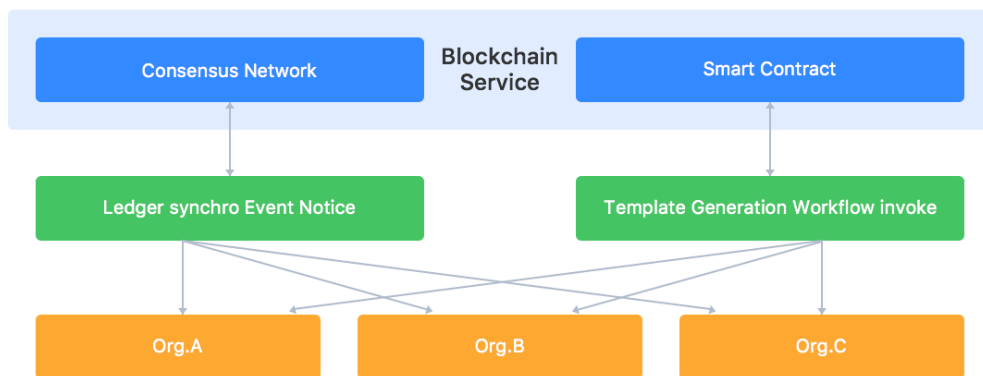 Consensus Network
Blockchain
Service
Smart Contract
Ledger synchro Event Notice
Template Generation Workflow invoke
Org.A
Org.B
Org.C